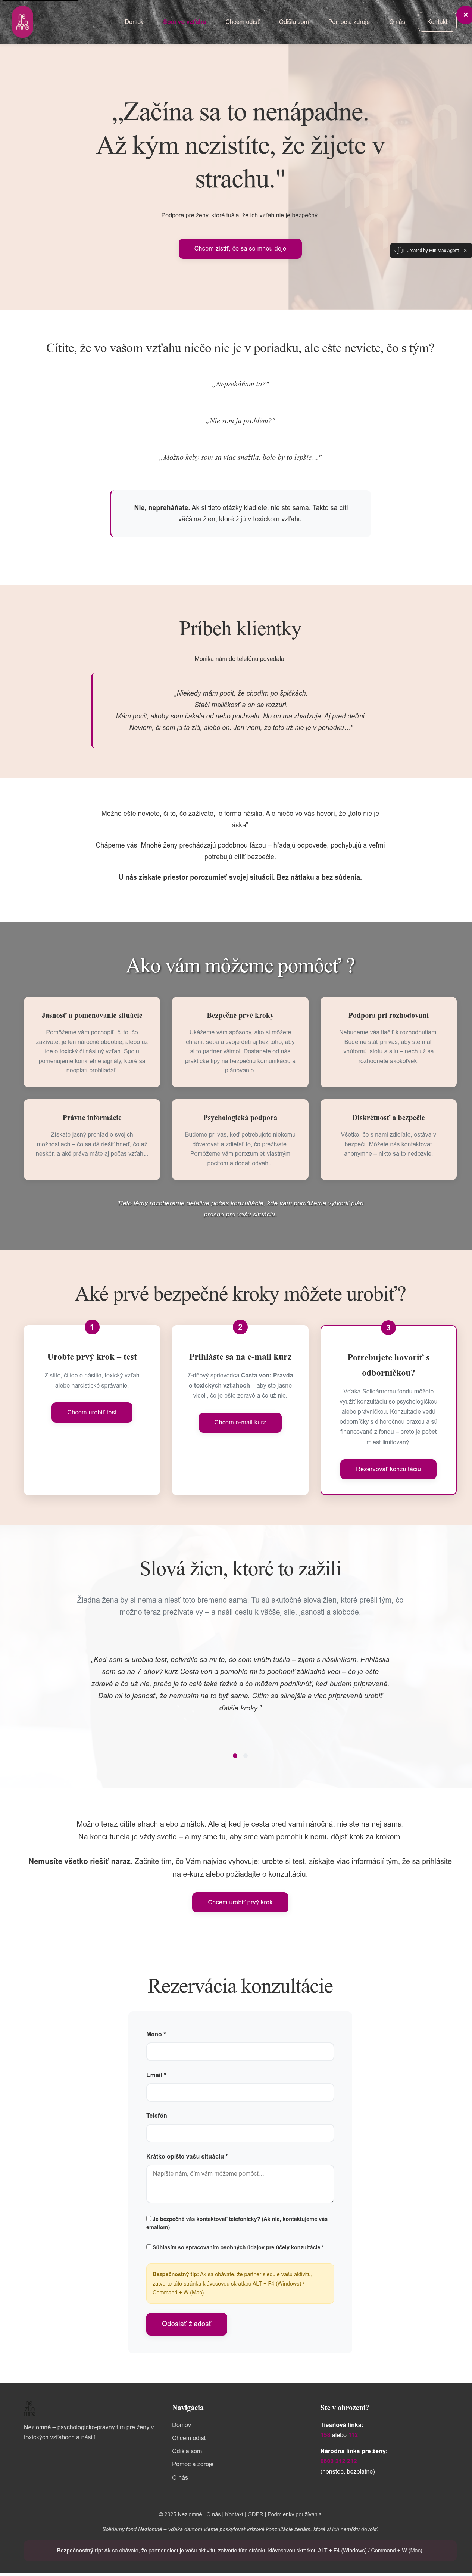 ne
zlo
mne
Domov
Chcem odísť
Odišla som
Pomoc a zdroje
O nás
Kontakt
„Začína sa to nenápadne.
Až kým nezistíte, že žijete v
strachu."
Podpora pre ženy, ktoré tušia, že ich vzťah nie je bezpečný.
Chcem zistiť, čo sa so mnou deje
Created by MiniMax Agent
Cítite, že vo vašom vzťahu niečo nie je v poriadku, ale ešte neviete, čo s tým?
„Nepreháňam to?"
„Nie som ja problém?"
„Možno keby som sa viac snažila, bolo by to lepšie..."
Nie, nepreháňate. Ak si tieto otázky kladiete, nie ste sama. Takto sa cíti
väčšina žien, ktoré žijú v toxickom vzťahu.
Príbeh klientky
Monika nám do telefónu povedala:
„Niekedy mám pocit, že chodím po špičkách.
Stačí maličkosť a on sa rozzúri.
Mám pocit, akoby som čakala od neho pochvalu. No on ma zhadzuje. Aj pred deťmi.
Neviem, či som ja tá zlá, alebo on. Jen viem, že toto už nie je v poriadku…"
Možno ešte neviete, či to, čo zažívate, je forma násilia. Ale niečo vo vás hovorí, že „toto nie je
láska".
Chápeme vás. Mnohé ženy prechádzajú podobnou fázou – hľadajú odpovede, pochybujú a veľmi
potrebujú cítiť bezpečie.
U nás získate priestor porozumieť svojej situácii. Bez nátlaku a bez súdenia.
Ako vám môžeme pomôcť ?
Jasnosť a pomenovanie situácie
Pomôžeme vám pochopiť, či to, čo
zažívate, je len náročné obdobie, alebo už
ide o toxický či násilný vzťah. Spolu
pomenujeme konkrétne signály, ktoré sa
neoplatí prehliadať.
Bezpečné prvé kroky
Ukážeme vám spôsoby, ako si môžete
chrániť seba a svoje deti aj bez toho, aby
si to partner všimol. Dostanete od nás
praktické tipy na bezpečnú komunikáciu a
plánovanie.
Podpora pri rozhodovaní
Nebudeme vás tlačiť k rozhodnutiam.
Budeme stáť pri vás, aby ste mali
vnútornú istotu a silu – nech už sa
rozhodnete akokoľvek.
Právne informácie
Získate jasný prehľad o svojich
možnostiach – čo sa dá riešiť hneď, čo až
neskôr, a aké práva máte aj počas vzťahu.
Psychologická podpora
Budeme pri vás, keď potrebujete niekomu
dôverovať a zdieľať to, čo prežívate.
Pomôžeme vám porozumieť vlastným
pocitom a dodať odvahu.
Diskrétnosť a bezpečie
Všetko, čo s nami zdieľate, ostáva v
bezpečí. Môžete nás kontaktovať
anonymne – nikto sa to nedozvie.
Tieto témy rozoberáme detailne počas konzultácie, kde vám pomôžeme vytvoriť plán
presne pre vašu situáciu.
Aké prvé bezpečné kroky môžete urobiť?
1
Urobte prvý krok – test
Zistite, či ide o násilie, toxický vzťah
alebo narcistické správanie.
Chcem urobiť test
2
Prihláste sa na e-mail kurz
7-dňový sprievodca Cesta von: Pravda
o toxických vzťahoch – aby ste jasne
videli, čo je ešte zdravé a čo už nie.
Chcem e-mail kurz
3
Potrebujete hovoriť s
odborníčkou?
Vďaka Solidárnemu fondu môžete
využiť konzultáciu so psychologičkou
alebo právničkou. Konzultácie vedú
odborníčky s dlhoročnou praxou a sú
financované z fondu – preto je počet
miest limitovaný.
Rezervovať konzultáciu
Slová žien, ktoré to zažili
Žiadna žena by si nemala niesť toto bremeno sama. Tu sú skutočné slová žien, ktoré prešli tým, čo
možno teraz prežívate vy – a našli cestu k väčšej sile, jasnosti a slobode.
„Keď som si urobila test, potvrdilo sa mi to, čo som vnútri tušila – žijem s násilníkom. Prihlásila
som sa na 7-dňový kurz Cesta von a pomohlo mi to pochopiť základné veci – čo je ešte
zdravé a čo už nie, prečo je to celé také ťažké a čo môžem podniknúť, keď budem pripravená.
Dalo mi to jasnosť, že nemusím na to byť sama. Cítim sa silnejšia a viac pripravená urobiť
ďalšie kroky."
Možno teraz cítite strach alebo zmätok. Ale aj keď je cesta pred vami náročná, nie ste na nej sama.
Na konci tunela je vždy svetlo – a my sme tu, aby sme vám pomohli k nemu dôjsť krok za krokom.
Nemusíte všetko riešiť naraz. Začnite tím, čo Vám najviac vyhovuje: urobte si test, získajte viac informácií tým, že sa prihlásite
na e-kurz alebo požiadajte o konzultáciu.
Chcem urobiť prvý krok
Rezervácia konzultácie
Meno *
Email *
Telefón
Krátko opíšte vašu situáciu *
Napíšte nám, čím vám môžeme pomôcť...
Je bezpečné vás kontaktovať telefonicky? (Ak nie, kontaktujeme vás
emailom)
Súhlasím so spracovaním osobných údajov pre účely konzultácie *
Bezpečnostný tip: Ak sa obávate, že partner sleduje vašu aktivitu,
zatvorte túto stránku klávesovou skratkou ALT + F4 (Windows) /
Command + W (Mac).
Odoslať žiadosť
Nezlomné – psychologicko-právny tím pre ženy v
toxických vzťahoch a násilí
Navigácia
Domov
Chcem odísť
Odišla som
Pomoc a zdroje
O nás
Ste v ohrození?
Tiesňová linka:
alebo
Národná linka pre ženy:
(nonstop, bezplatne)
© 2025 Nezlomné | O nás | Kontakt | GDPR | Podmienky používania
Solidárny fond Nezlomné – vďaka darcom vieme poskytovať krízové konzultácie ženám, ktoré si ich nemôžu dovoliť.
Bezpečnostný tip: Ak sa obávate, že partner sleduje vašu aktivitu, zatvorte túto stránku klávesovou skratkou ALT + F4 (Windows) / Command + W (Mac).